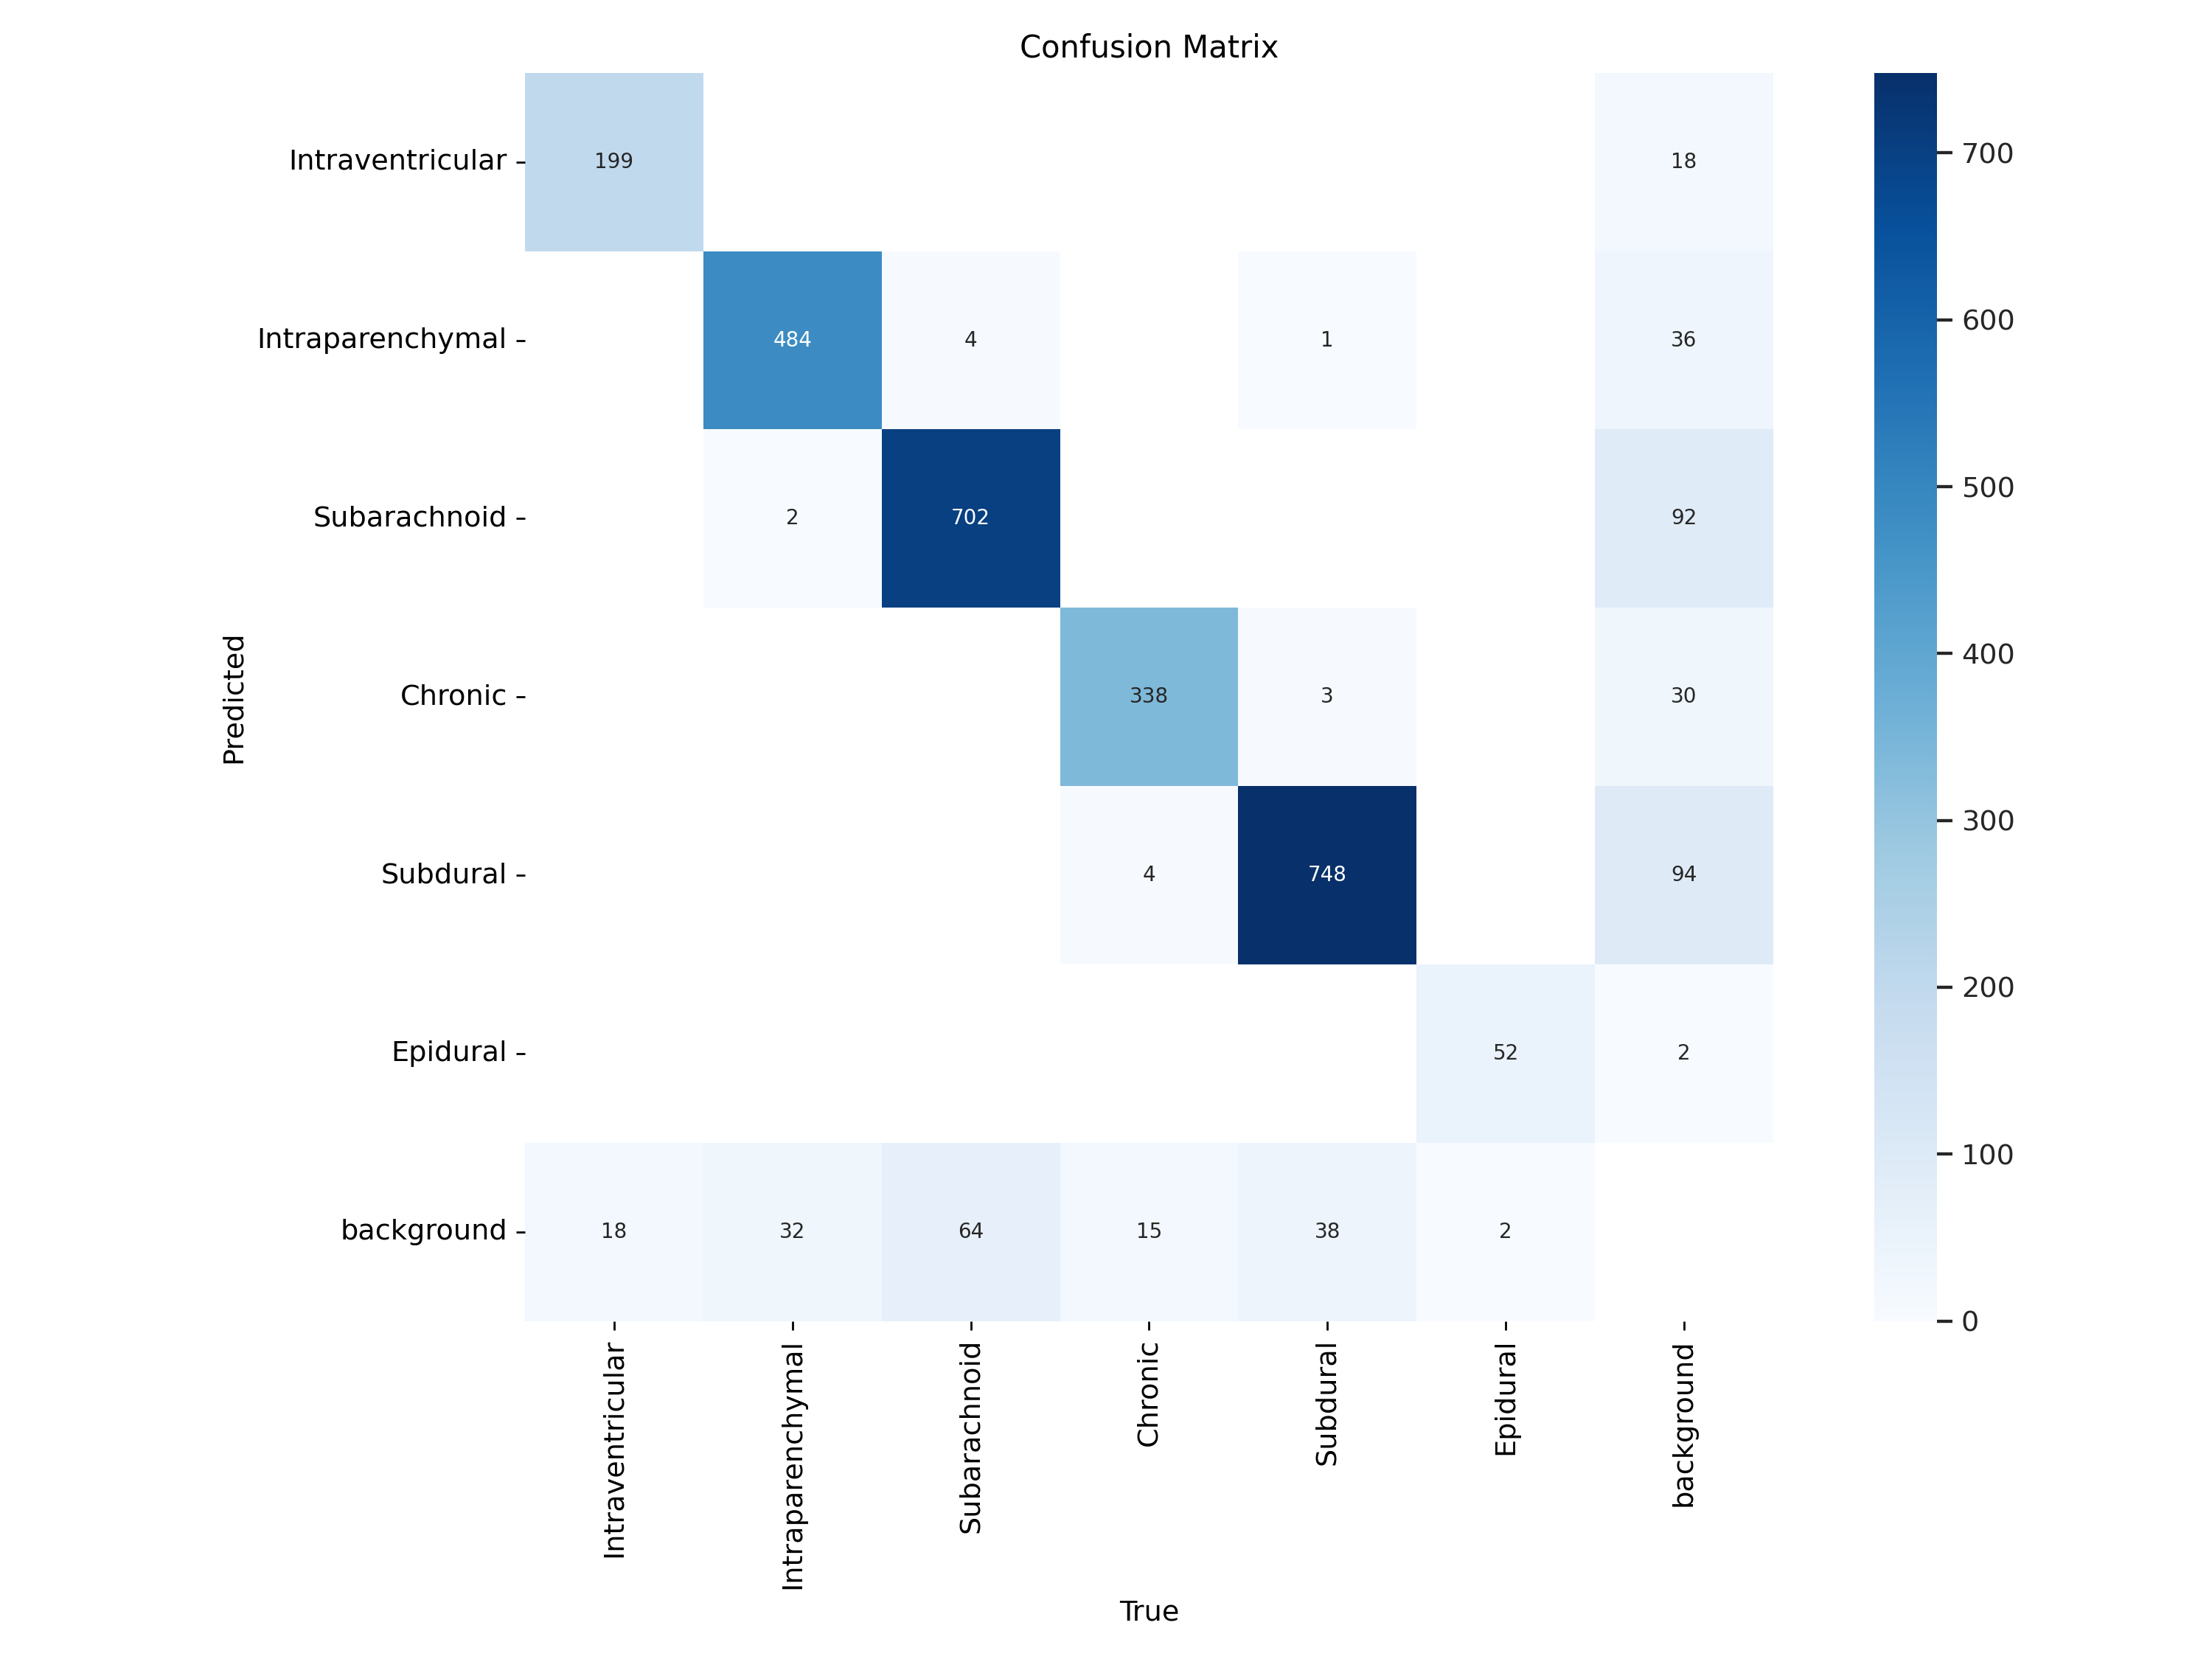 Confusion Matrix
Intraventricular
199
18
700
600
Intraparenchymal
484
4
1
36
500
Subarachnoid
2
702
92
400
Predicted
Chronic
338
3
30
300
Subdural
4
748
94
200
Epidural
52
2
100
background
18
32
64
15
38
2
0
Intraventricular
Intraparenchymal
Subarachnoid
Chronic
Subdural
Epidural
background
True